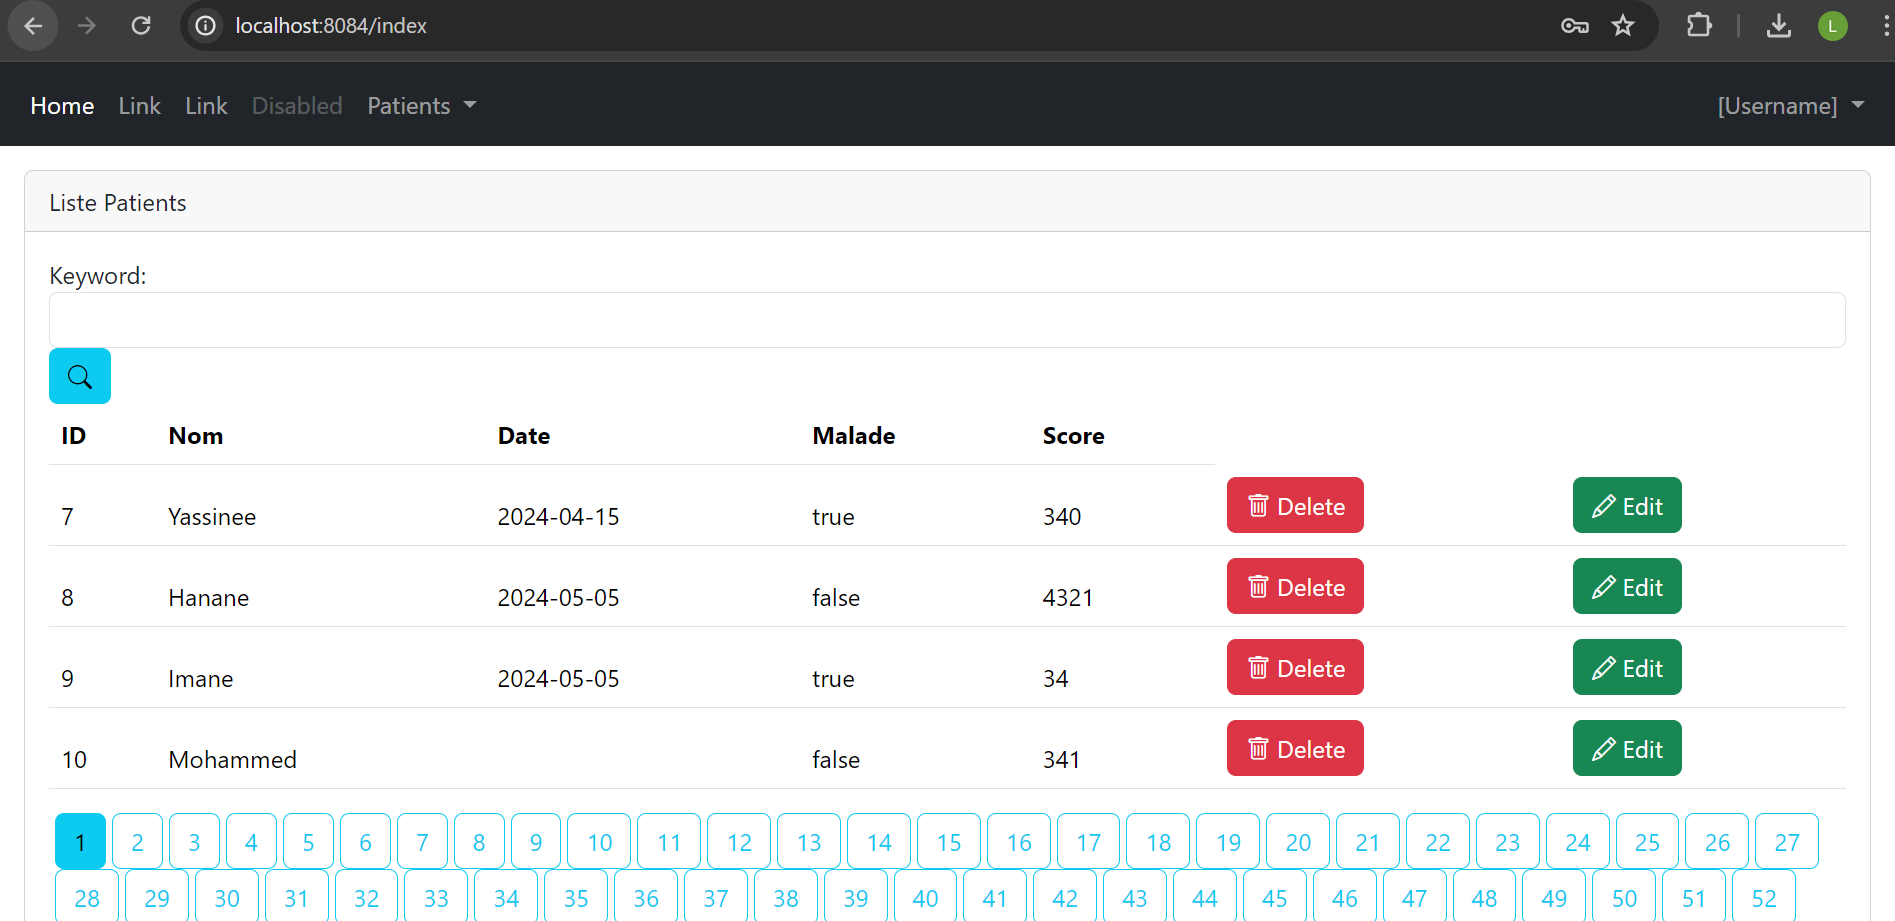 localhost:8084/index L
Home Link Link Disabled Patients [Username]
Liste Patients
Keyword:
ID Nom Date Malade Score
7 Yassinee 2024-04-15 true 340 Delete Edit
8 Hanane 2024-05-05 false 4321 Delete Edit
9 Imane 2024-05-05 true 34 Delete Edit
10 Mohammed false 341 Delete Edit
1 2 3 4 5 6 7 8 9 10 11 12 13 14 15 16 17 18 19 20 21 22 23 24 25 26 27
28 29 30 31 32 33 34 35 36 37 38 39 40 41 42 43 44 45 46 47 48 49 50 51 52